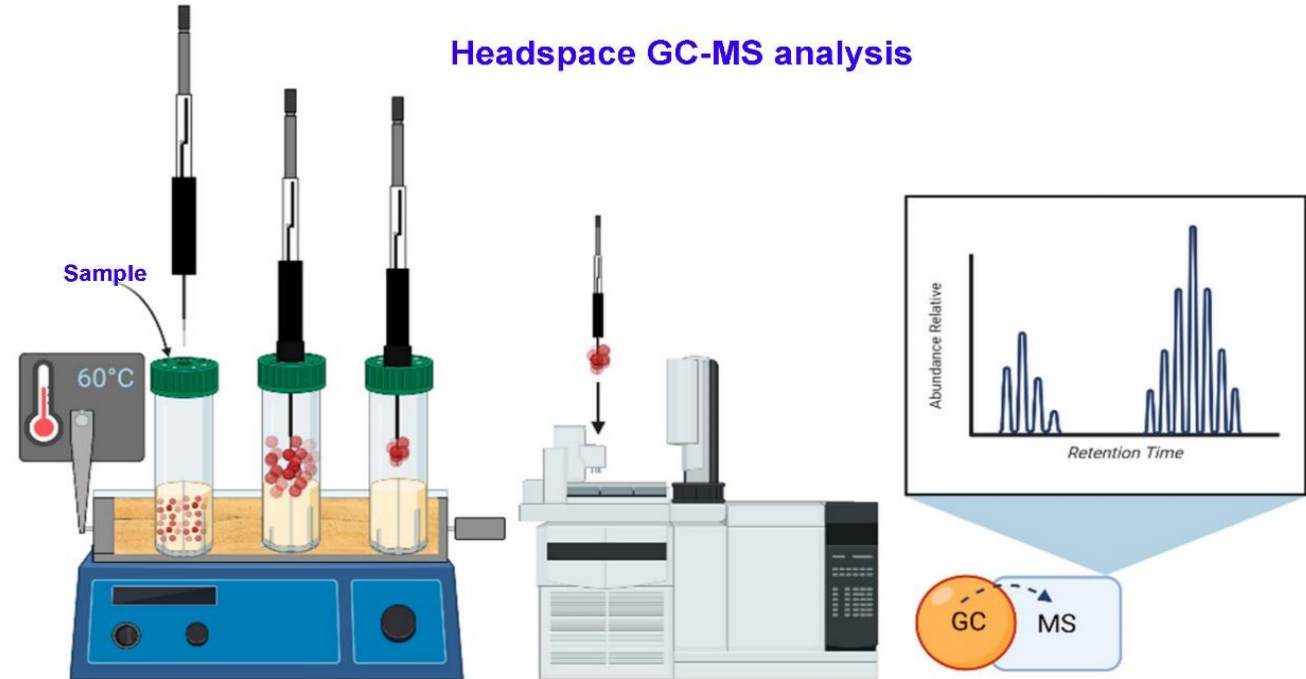 Headspace GC-MS analysis
Sample
60°C
Abundance Relative
Retention Time
GC
MS